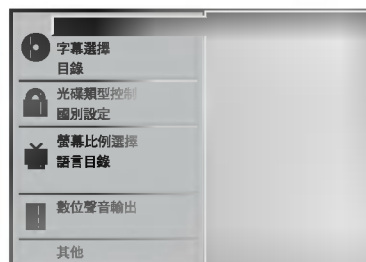 字幕選擇
目錄
光碟類型控制
國別設定
螢幕比例選擇
語言目錄
數位聲音輸出
其他